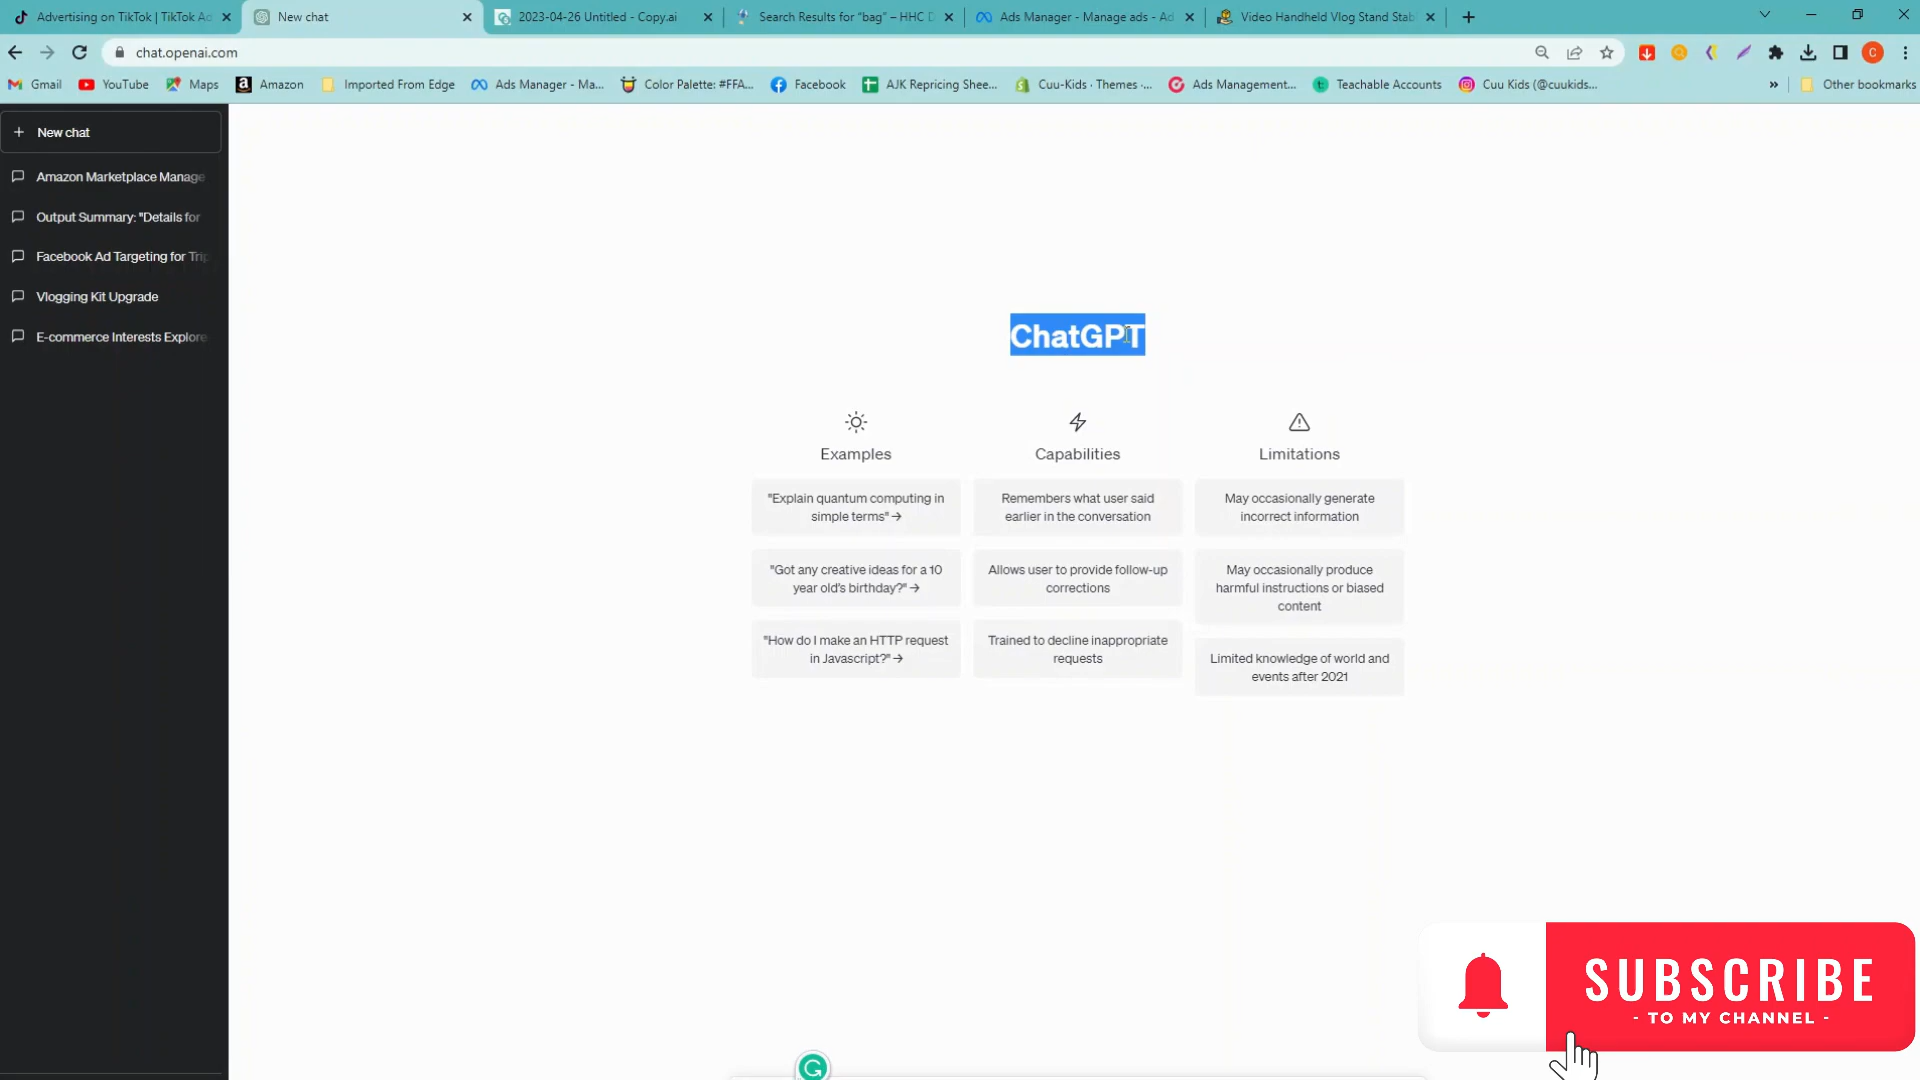 Advertising on TikTok | TikTok Ad
New chat
2023-04-26 Untitled - Copy.ai
Search Results for "bag" – HHC D
Ads Manager - Manage ads - Ad
Video Handheld Vlog Stand Stab
chat.openai.com
C
Gmail
YouTube
Maps
Amazon
Imported From Edge
Ads Manager - Ma...
Color Palette: #FFA...
Facebook
AJK Repricing Shee...
Cuu-Kids · Themes ·...
Ads Management...
Teachable Accounts
Cuu Kids (@cuukids...
»
Other bookmarks
+ New chat
Amazon Marketplace Manage
Output Summary: "Details for
Facebook Ad Targeting for Trip
Vlogging Kit Upgrade
E-commerce Interests Explore
ChatGPT
Examples
"Explain quantum computing in
simple terms" →
"Got any creative ideas for a 10
year old's birthday?" →
"How do I make an HTTP request
in Javascript?" →
Capabilities
Remembers what user said
earlier in the conversation
Allows user to provide follow-up
corrections
Trained to decline inappropriate
requests
Limitations
May occasionally generate
incorrect information
May occasionally produce
harmful instructions or biased
content
Limited knowledge of world and
events after 2021
SUBSCRIBE
- TO MY CHANNEL -
G